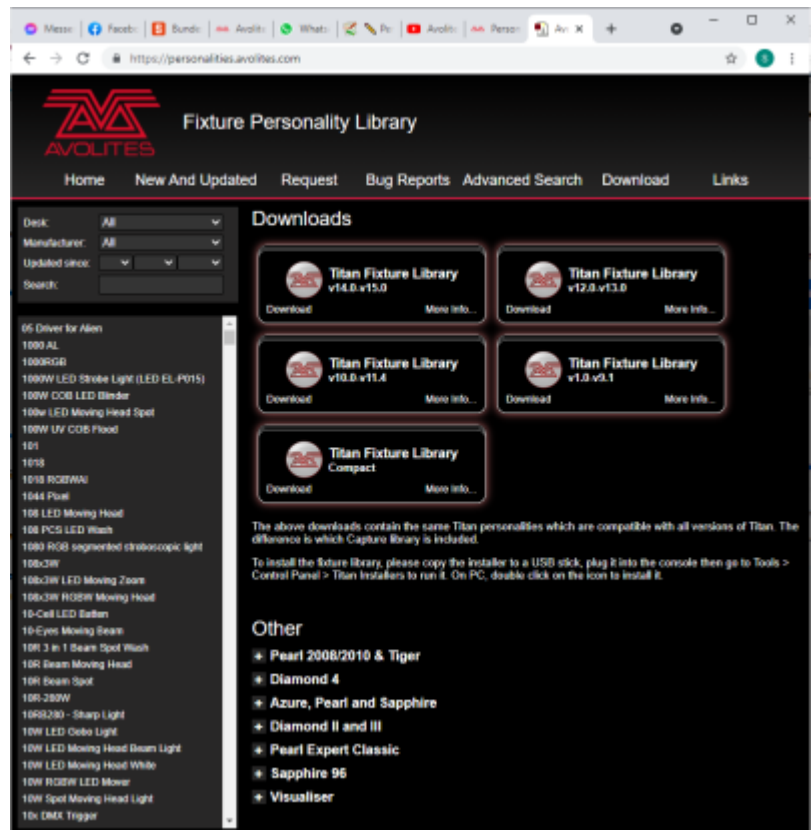 Messe
Faceb
Bundl
Avolite
Whats
Pe
Avolite
Person
Av
https://personalities.avolites.com
S
AVOLITES
Fixture Personality Library
Home New And Updated Request Bug Reports Advanced Search Download Links
Desk: All
Manufacturer: All
Updated since:
Search:
05 Driver for Alien
1000 AL
1000RGB
1000W LED Strobe Light (LED EL-P015)
100W COB LED Blinder
100w LED Moving Head Spot
100W UV COB Flood
101
1018
1018 RGBWAI
1044 Pixel
108 LED Moving Head
108 PCS LED Wash
1080 RGB segmented stroboscopic light
108x3W
108x3W LED Moving Zoom
108x3W RGBW Moving Head
10-Cell LED Batten
10-Eyes Moving Beam
10R 3 in 1 Beam Spot Wash
10R Beam Moving Head
10R Beam Spot
10R-280W
10RB280 - Sharp Light
10W LED Gobo Light
10W LED Moving Head Beam Light
10W LED Moving Head White
10W RGBW LED Mover
10W Spot Moving Head Light
10x DMX Trigger
Downloads
Titan Fixture Library
v14.0-v15.0
Download More Info...
Titan Fixture Library
v12.0-v13.0
Download More Info...
Titan Fixture Library
v10.0-v11.4
Download More Info...
Titan Fixture Library
v1.0-v9.1
Download More Info...
Titan Fixture Library
Compact
Download More Info...
The above downloads contain the same Titan personalities which are compatible with all versions of Titan. The
difference is which Capture library is included.
To install the fixture library, please copy the installer to a USB stick, plug it into the console then go to Tools >
Control Panel > Titan Installers to run it. On PC, double click on the icon to install it.
Other
+ Pearl 2008/2010 & Tiger
+ Diamond 4
+ Azure, Pearl and Sapphire
+ Diamond II and III
+ Pearl Expert Classic
+ Sapphire 96
+ Visualiser